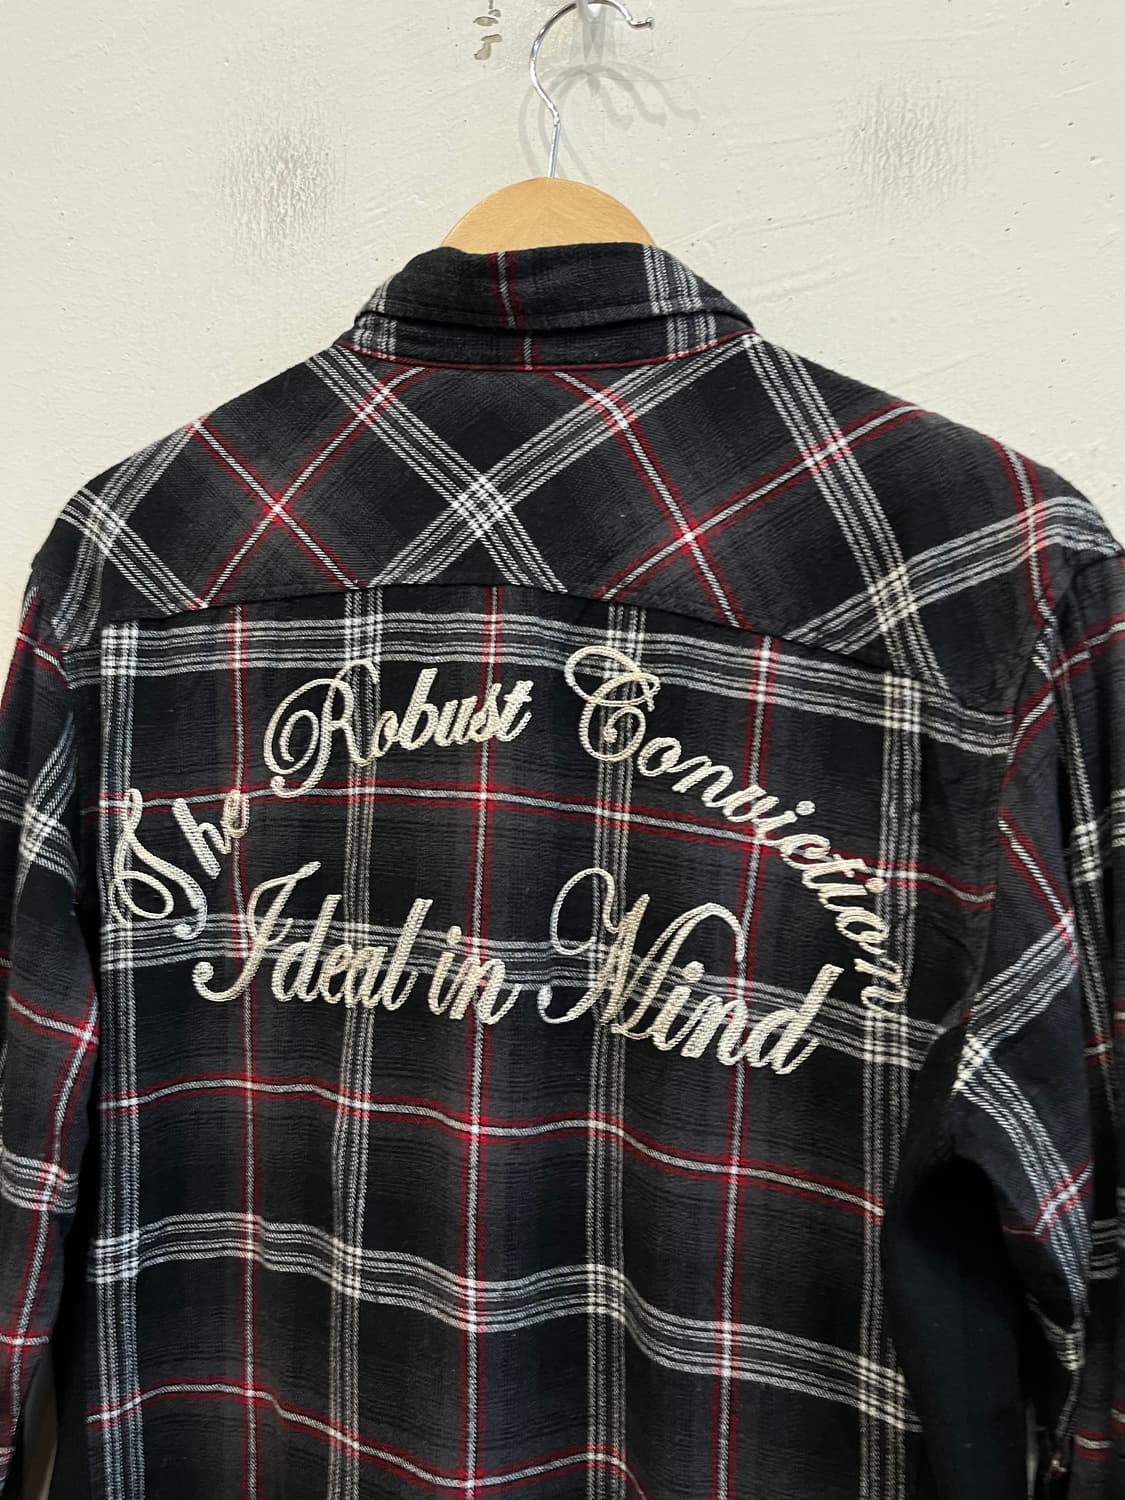 The Robust Conviction
Ideal in Mind